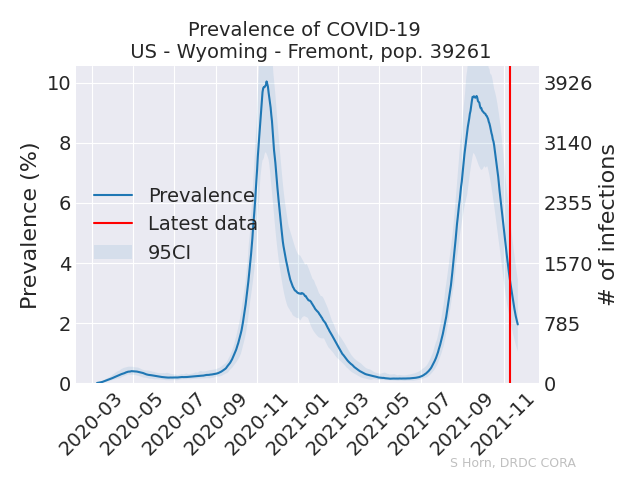 Prevalence of COVID-19
US - Wyoming - Fremont, pop. 39261
Prevalence (%)
10
8
6
4
2
0
Prevalence
Latest data
95CI
3926
3140
2355
1570
785
0
# of infections
2020-03
2020-05
2020-07
2020-09
2020-11
2021-01
2021-03
2021-05
2021-07
2021-09
2021-11
S Horn, DRDC CORA